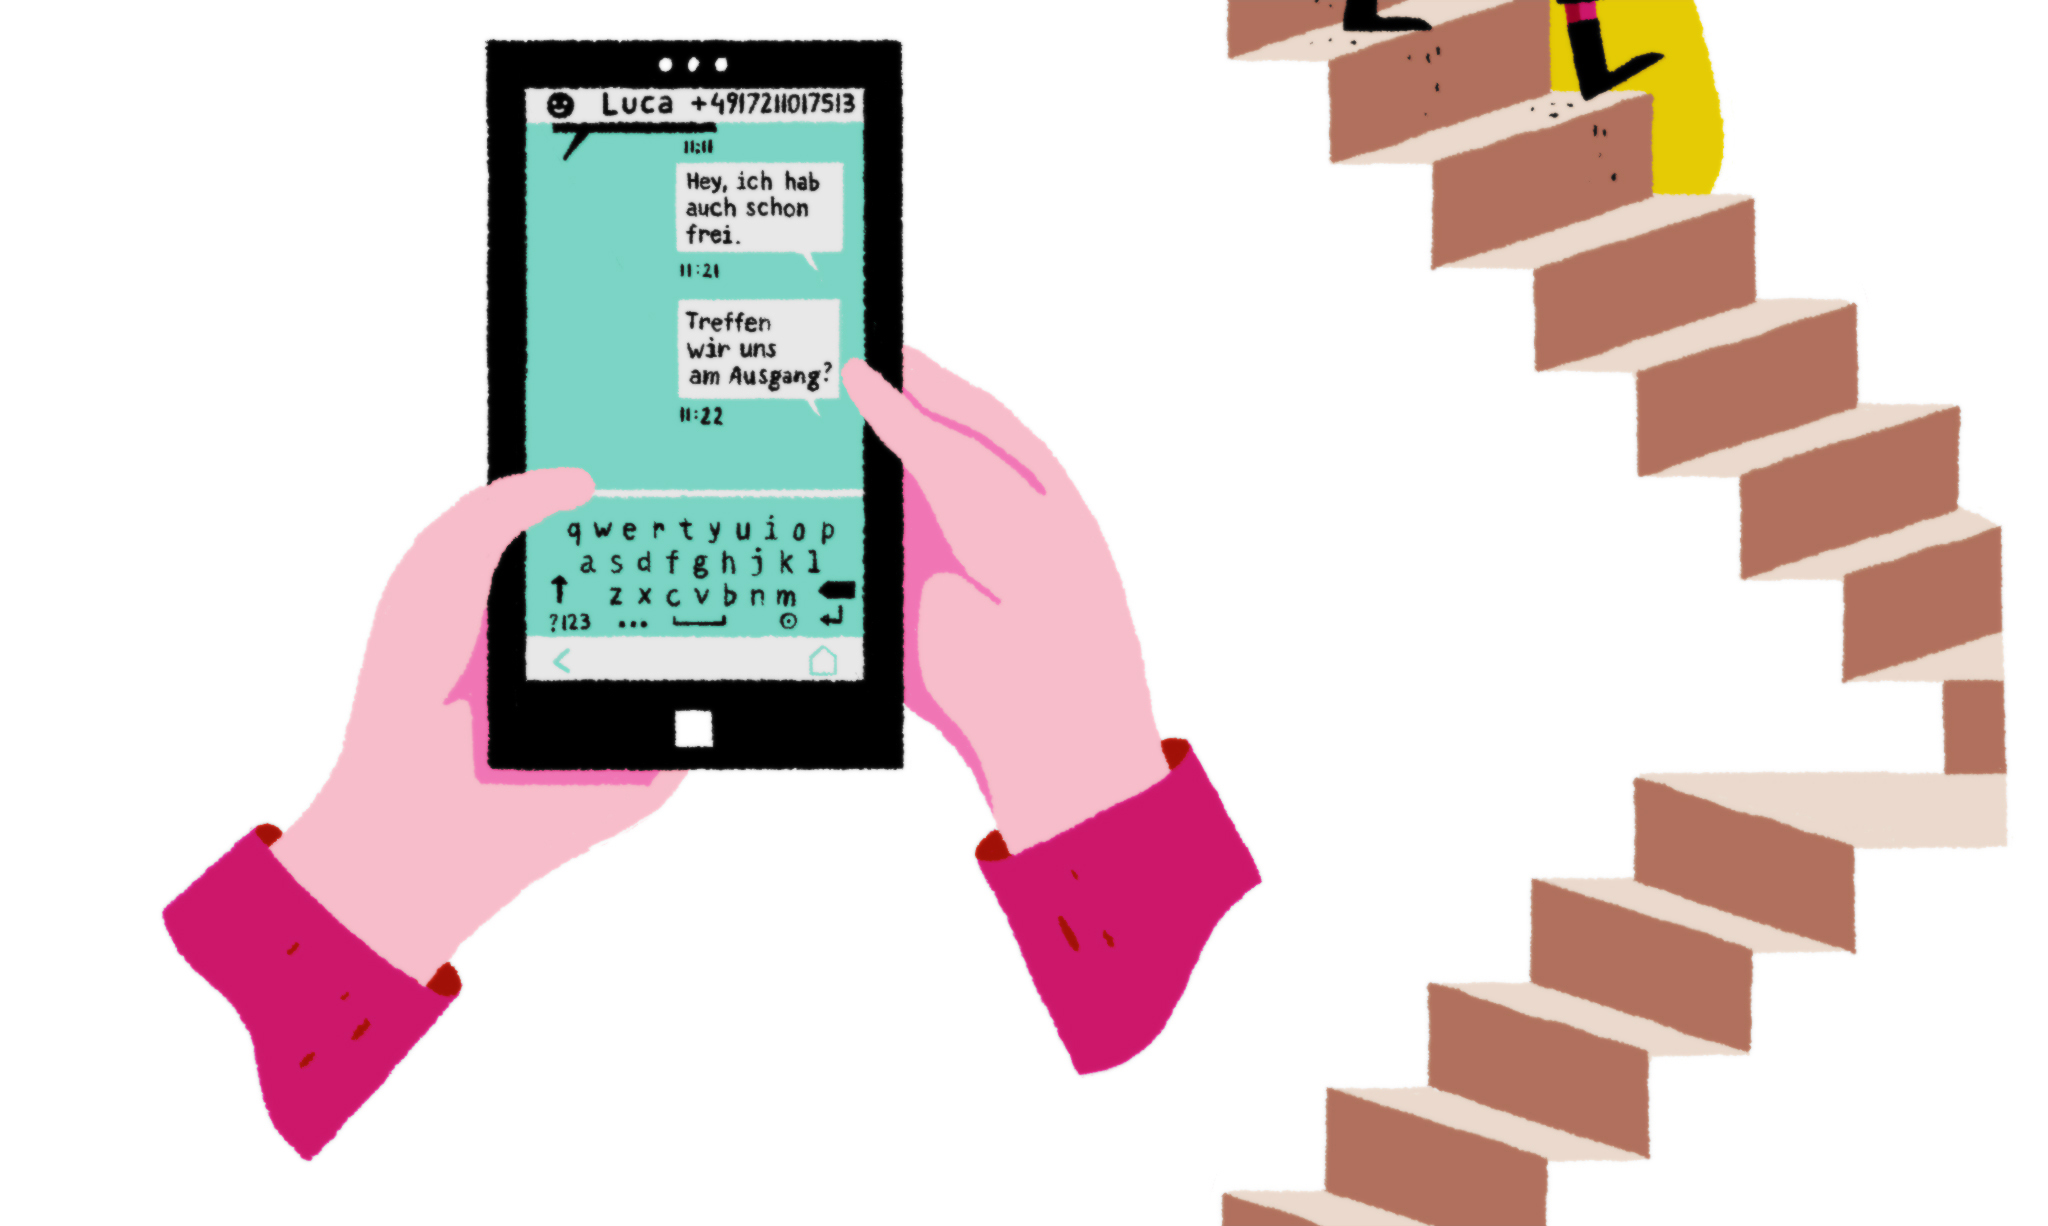 Luca +4917211017513
11:11
Hey, ich hab
auch schon
frei.
11:21
Treffen
wir uns
am Ausgang?
11:22
q w e r t y u i o p
a s d f g h j k l
z x c v b n m
?123 ...